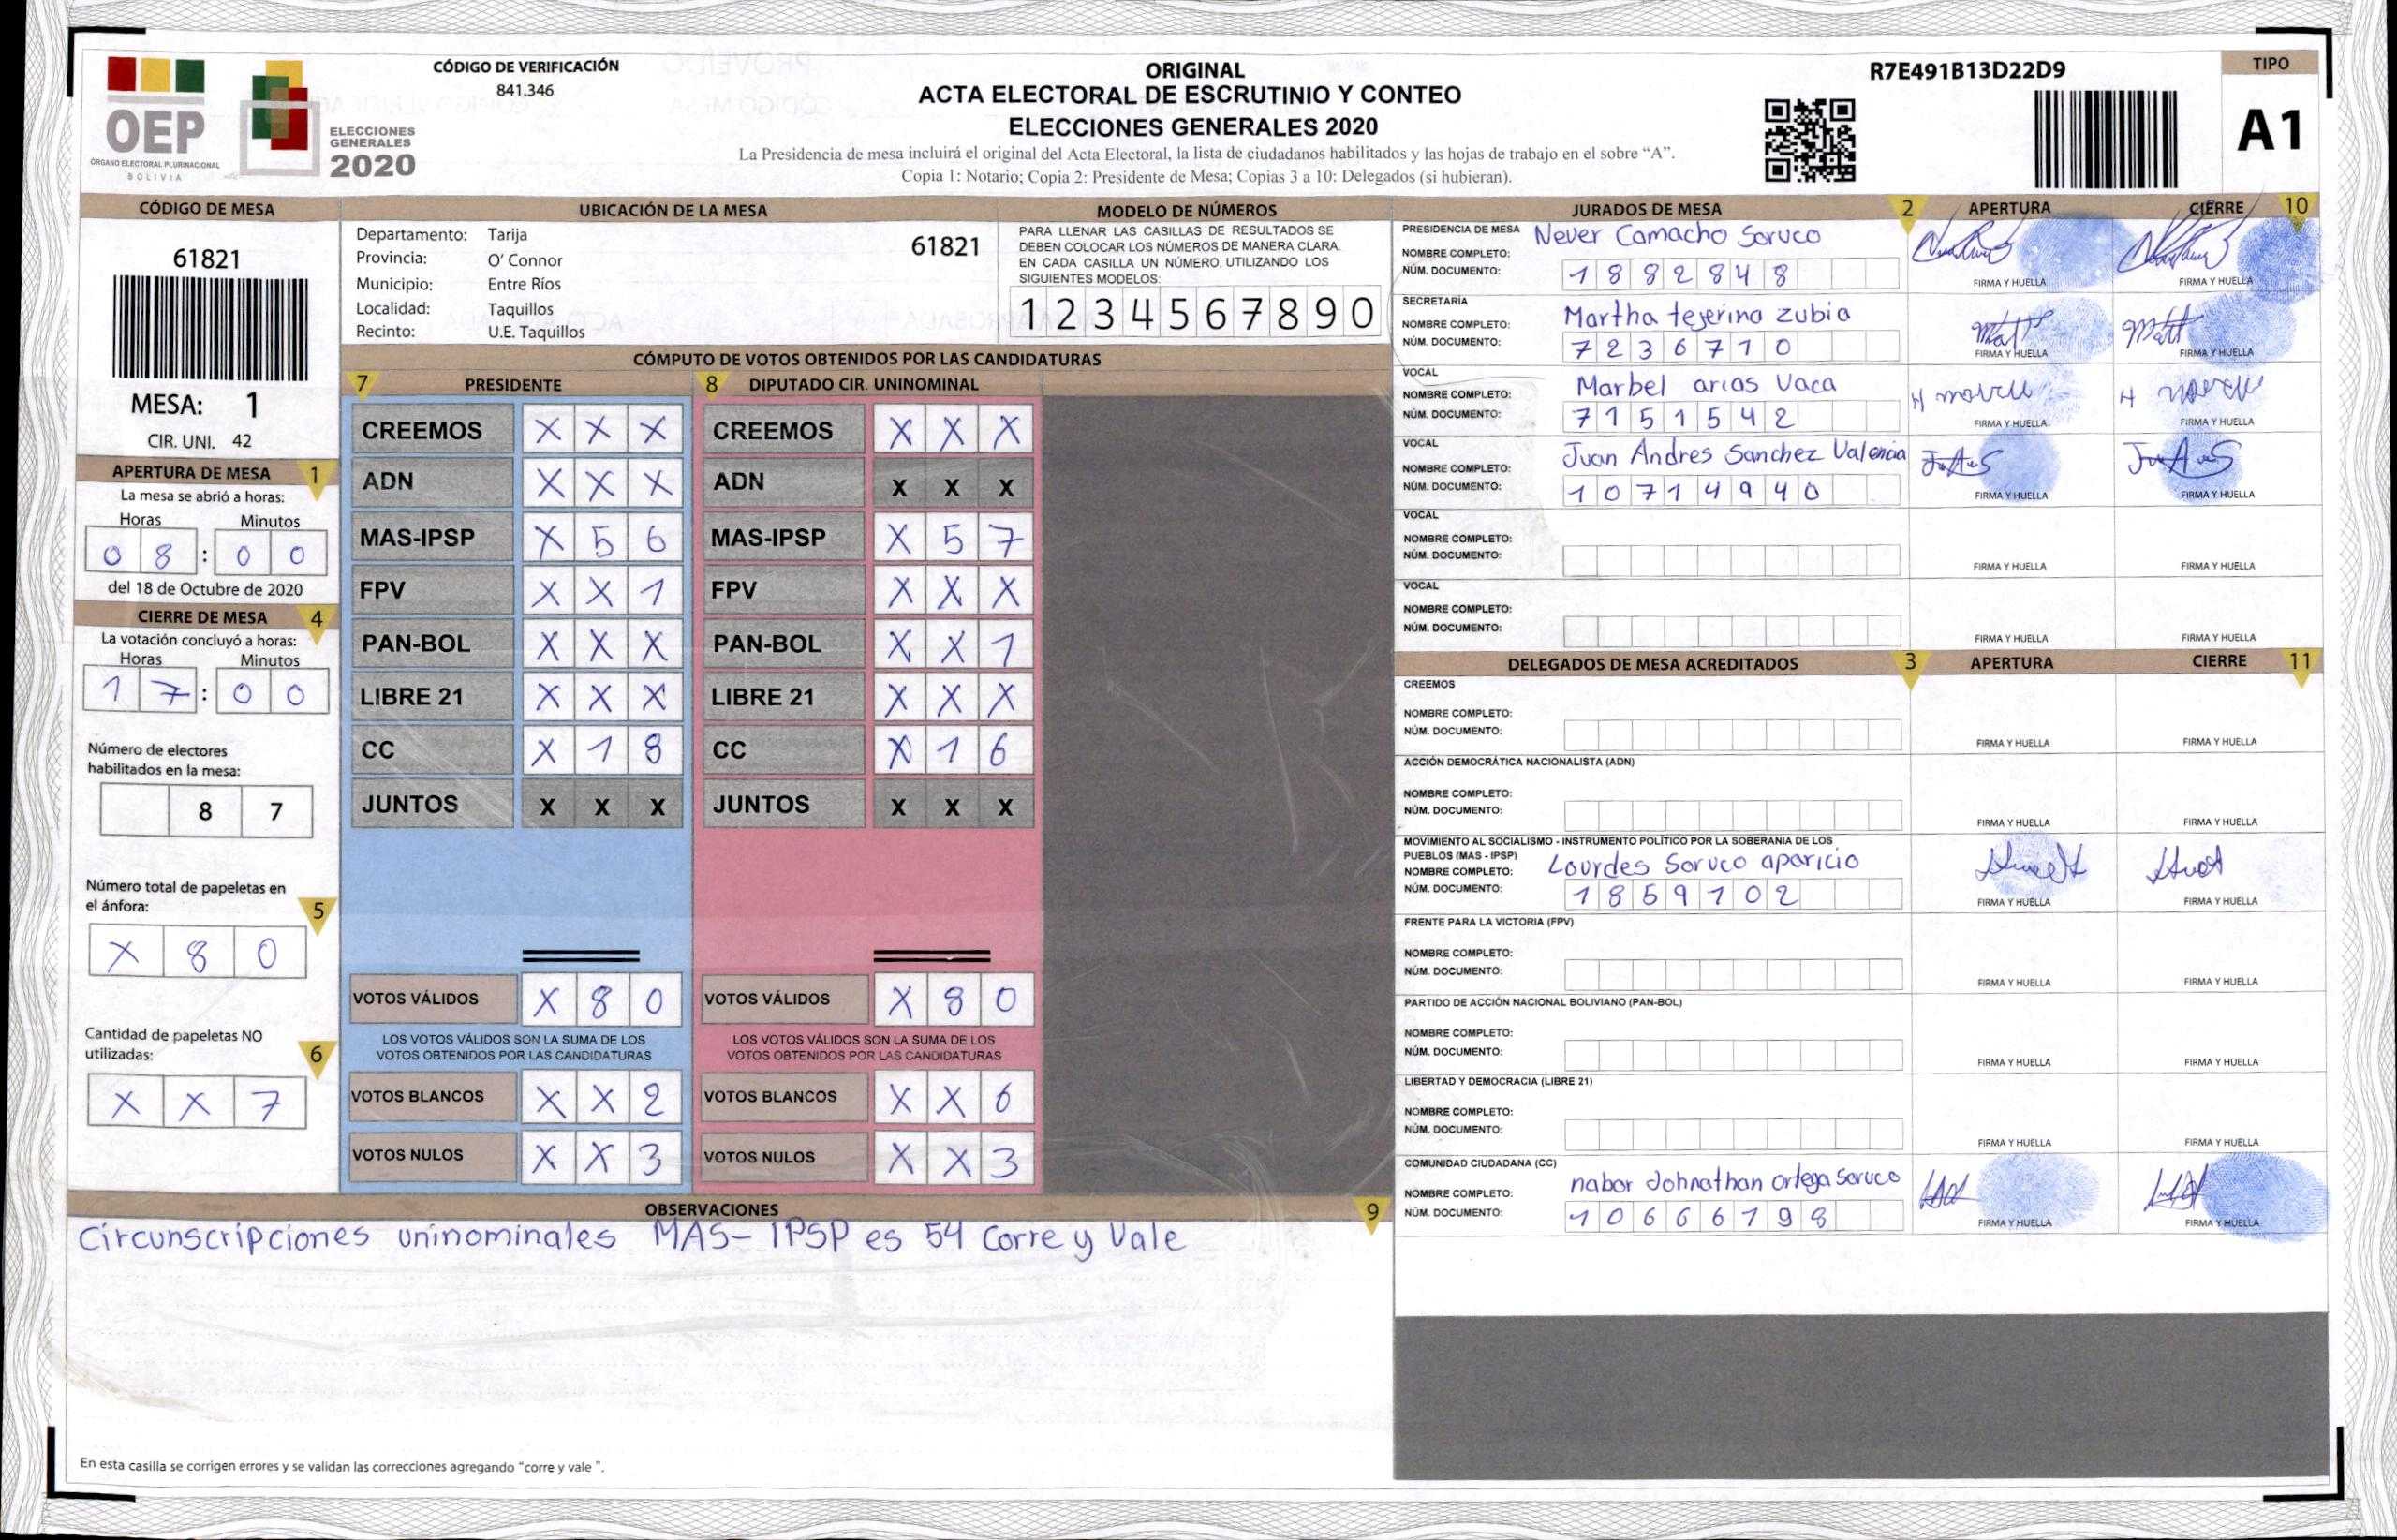 OEP
ÓRGANO ELECTORAL PLURINACIONAL
BOLIVIA
ELECCIONES
GENERALES
2020
CÓDIGO DE VERIFICACIÓN
841.346
ORIGINAL
ACTA ELECTORAL DE ESCRUTINIO Y CONTEO
ELECCIONES GENERALES 2020
La Presidencia de mesa incluirá el original del Acta Electoral, la lista de ciudadanos habilitados y las hojas de trabajo en el sobre “A”.
Copia 1: Notario; Copia 2: Presidente de Mesa; Copias 3 a 10: Delegados (si hubieran).
R7E491B13D22D9
TIPO
A1
CÓDIGO DE MESA
61821
MESA: 1
CIR. UNI. 42
APERTURA DE MESA 1
La mesa se abrió a horas:
Horas Minutos
0 8 : 0 0
del 18 de Octubre de 2020
CIERRE DE MESA 4
La votación concluyó a horas:
Horas Minutos
1 7 : 0 0
Número de electores
habilitados en la mesa:
8 7
Número total de papeletas en
el ánfora: 5
X 8 0
Cantidad de papeletas NO
utilizadas: 6
X X 7
UBICACIÓN DE LA MESA
Departamento: Tarija 61821
Provincia: O' Connor
Municipio: Entre Ríos
Localidad: Taquillos
Recinto: U.E. Taquillos
MODELO DE NÚMEROS
PARA LLENAR LAS CASILLAS DE RESULTADOS SE
DEBEN COLOCAR LOS NÚMEROS DE MANERA CLARA.
EN CADA CASILLA UN NÚMERO, UTILIZANDO LOS
SIGUIENTES MODELOS:
1 2 3 4 5 6 7 8 9 0
CÓMPUTO DE VOTOS OBTENIDOS POR LAS CANDIDATURAS
7 PRESIDENTE 8 DIPUTADO CIR. UNINOMINAL
CREEMOS X X X CREEMOS X X X
ADN X X X ADN X X X
MAS-IPSP X 5 6 MAS-IPSP X 5 7
FPV X X 1 FPV X X X
PAN-BOL X X X PAN-BOL X X 1
LIBRE 21 X X X LIBRE 21 X X X
CC X 1 8 CC X 1 6
JUNTOS X X X JUNTOS X X X
VOTOS VÁLIDOS X 8 0 VOTOS VÁLIDOS X 8 0
LOS VOTOS VÁLIDOS SON LA SUMA DE LOS LOS VOTOS VÁLIDOS SON LA SUMA DE LOS
VOTOS OBTENIDOS POR LAS CANDIDATURAS VOTOS OBTENIDOS POR LAS CANDIDATURAS
VOTOS BLANCOS X X 2 VOTOS BLANCOS X X 6
VOTOS NULOS X X 3 VOTOS NULOS X X 3
OBSERVACIONES 9
Circunscripciones uninominales MAS-IPSP es 54 Corre y Vale
En esta casilla se corrigen errores y se validan las correcciones agregando “corre y vale ”.
JURADOS DE MESA 2 APERTURA CIERRE 10
PRESIDENCIA DE MESA Never Camacho Soruco
NOMBRE COMPLETO:
NÚM. DOCUMENTO: 1 8 8 2 8 4 8
FIRMA Y HUELLA FIRMA Y HUELLA
SECRETARÍA Martha tejerina zubia
NOMBRE COMPLETO:
NÚM. DOCUMENTO: 7 2 3 6 7 1 0
FIRMA Y HUELLA FIRMA Y HUELLA
VOCAL Marbel arias Vaca
NOMBRE COMPLETO:
NÚM. DOCUMENTO: 7 1 5 1 5 4 2
FIRMA Y HUELLA FIRMA Y HUELLA
VOCAL Juan Andres Sanchez Valencia
NOMBRE COMPLETO:
NÚM. DOCUMENTO: 1 0 7 1 4 9 4 0
FIRMA Y HUELLA FIRMA Y HUELLA
VOCAL
NOMBRE COMPLETO:
NÚM. DOCUMENTO:
FIRMA Y HUELLA FIRMA Y HUELLA
VOCAL
NOMBRE COMPLETO:
NÚM. DOCUMENTO:
FIRMA Y HUELLA FIRMA Y HUELLA
DELEGADOS DE MESA ACREDITADOS 3 APERTURA CIERRE 11
CREEMOS
NOMBRE COMPLETO:
NÚM. DOCUMENTO:
FIRMA Y HUELLA FIRMA Y HUELLA
ACCIÓN DEMOCRÁTICA NACIONALISTA (ADN)
NOMBRE COMPLETO:
NÚM. DOCUMENTO:
FIRMA Y HUELLA FIRMA Y HUELLA
MOVIMIENTO AL SOCIALISMO - INSTRUMENTO POLÍTICO POR LA SOBERANIA DE LOS
PUEBLOS (MAS - IPSP) Lourdes Soruco aparicio
NOMBRE COMPLETO:
NÚM. DOCUMENTO: 1 8 5 9 1 0 2
FIRMA Y HUELLA FIRMA Y HUELLA
FRENTE PARA LA VICTORIA (FPV)
NOMBRE COMPLETO:
NÚM. DOCUMENTO:
FIRMA Y HUELLA FIRMA Y HUELLA
PARTIDO DE ACCIÓN NACIONAL BOLIVIANO (PAN-BOL)
NOMBRE COMPLETO:
NÚM. DOCUMENTO:
FIRMA Y HUELLA FIRMA Y HUELLA
LIBERTAD Y DEMOCRACIA (LIBRE 21)
NOMBRE COMPLETO:
NÚM. DOCUMENTO:
FIRMA Y HUELLA FIRMA Y HUELLA
COMUNIDAD CIUDADANA (CC) nabor Johnathan Ortega Soruco
NOMBRE COMPLETO:
NÚM. DOCUMENTO: 1 0 6 6 6 7 9 8
FIRMA Y HUELLA FIRMA Y HUELLA